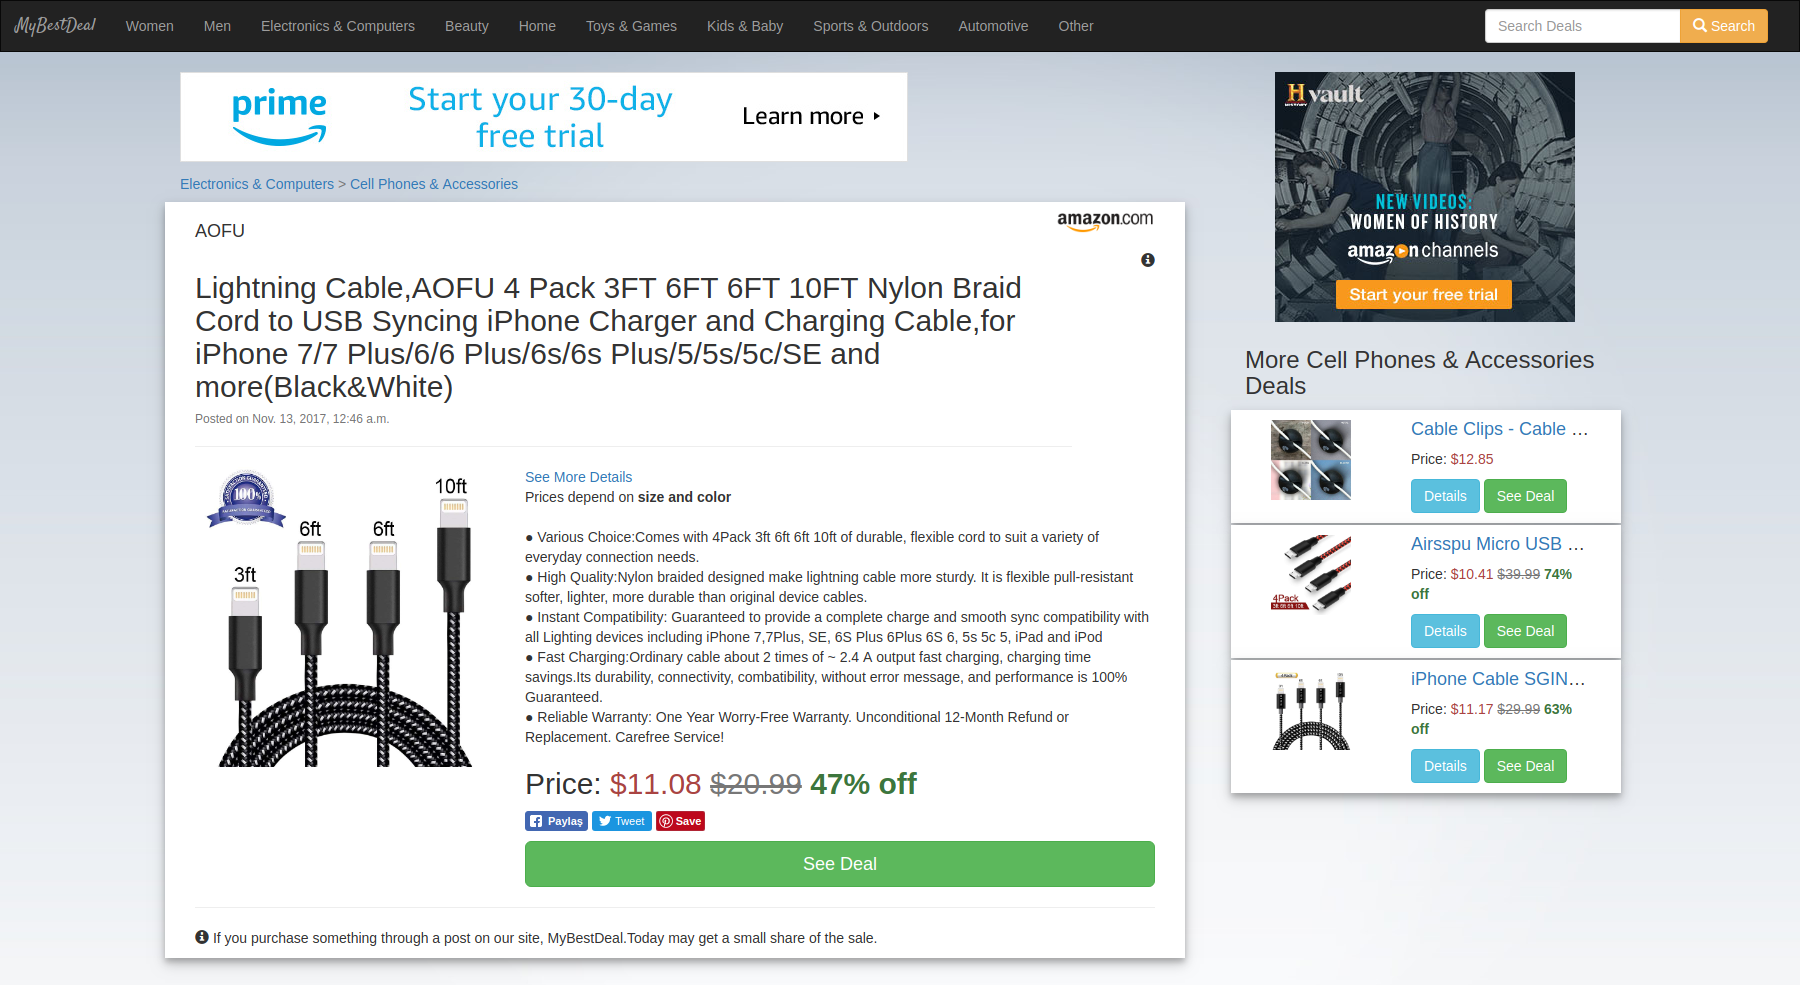 MyBestDeal
Women
Men
Electronics & Computers
Beauty
Home
Toys & Games
Kids & Baby
Sports & Outdoors
Automotive
Other
Search Deals
Search
prime
Start your 30-day
free trial
Learn more
Electronics & Computers > Cell Phones & Accessories
AOFU
amazon.com
Lightning Cable,AOFU 4 Pack 3FT 6FT 6FT 10FT Nylon Braid
Cord to USB Syncing iPhone Charger and Charging Cable,for
iPhone 7/7 Plus/6/6 Plus/6s/6s Plus/5/5s/5c/SE and
more(Black&White)
Posted on Nov. 13, 2017, 12:46 a.m.
100%
3ft
6ft
6ft
10ft
See More Details
Prices depend on size and color
● Various Choice:Comes with 4Pack 3ft 6ft 6ft 10ft of durable, flexible cord to suit a variety of
everyday connection needs.
● High Quality:Nylon braided designed make lightning cable more sturdy. It is flexible pull-resistant
softer, lighter, more durable than original device cables.
● Instant Compatibility: Guaranteed to provide a complete charge and smooth sync compatibility with
all Lighting devices including iPhone 7,7Plus, SE, 6S Plus 6Plus 6S 6, 5s 5c 5, iPad and iPod
● Fast Charging:Ordinary cable about 2 times of ~ 2.4 A output fast charging, charging time
savings.Its durability, connectivity, combatibility, without error message, and performance is 100%
Guaranteed.
● Reliable Warranty: One Year Worry-Free Warranty. Unconditional 12-Month Refund or
Replacement. Carefree Service!
Price: $11.08 $20.99 47% off
Paylaş
Tweet
Save
See Deal
If you purchase something through a post on our site, MyBestDeal.Today may get a small share of the sale.
H vault
HISTORY
NEW VIDEOS:
WOMEN OF HISTORY
amazon channels
Start your free trial
More Cell Phones & Accessories
Deals
Cable Clips - Cable ...
Price: $12.85
Details
See Deal
4Pack
Airsspu Micro USB ...
Price: $10.41 $39.99 74%
off
Details
See Deal
iPhone Cable SGIN...
Price: $11.17 $29.99 63%
off
Details
See Deal